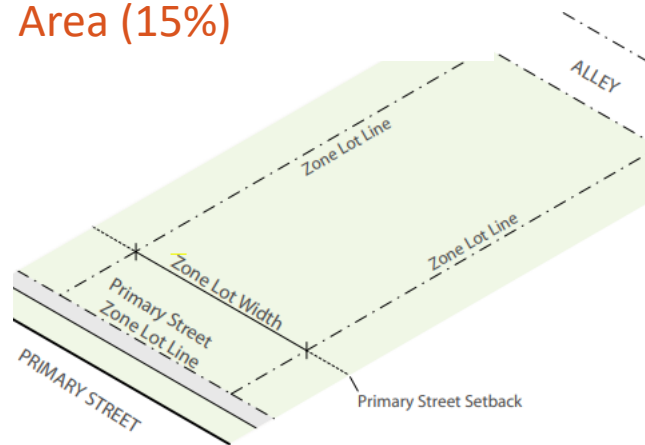 Area (15%)
ALLEY
Zone Lot Line
Zone Lot Line
Zone Lot Width
Primary Street
Zone Lot Line
PRIMARY STREET
Primary Street Setback